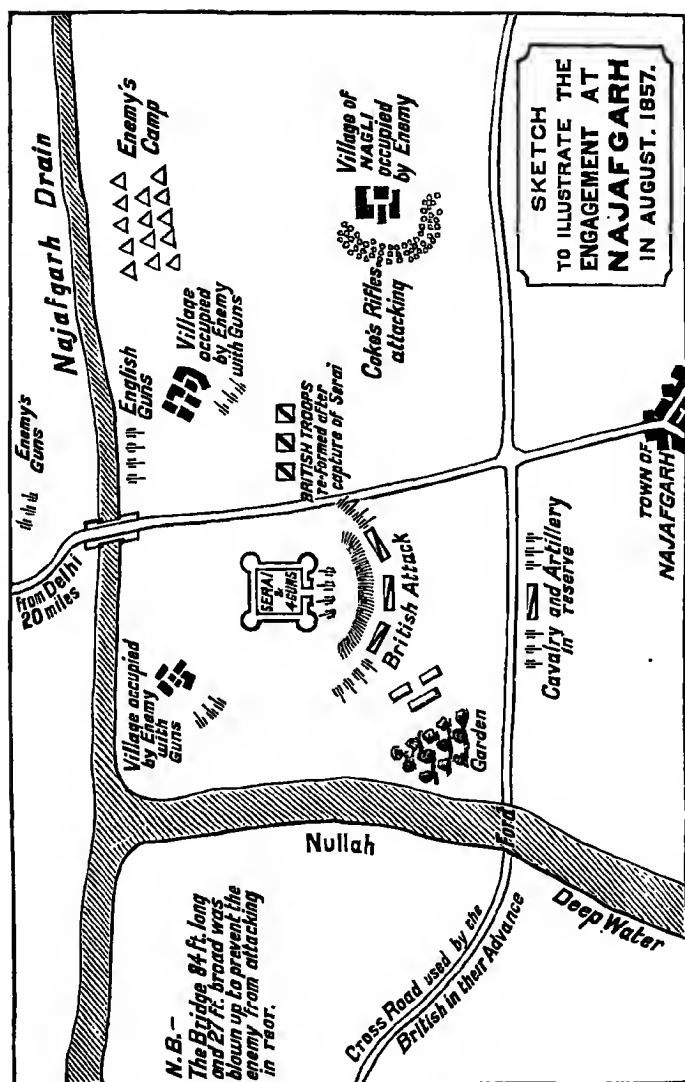 SKETCH
TO ILLUSTRATE THE
ENGAGEMENT AT
NAJAFGARH
IN AUGUST. 1857.
Najafgarh Drain
Enemy's
Guns
From Delhi
20 miles
English
Guns
Enemy's
Camp
Village
occupied
by Enemy
with Guns
Village of
NAGLI
occupied
by Enemy
Coke's Rifles
attacking
BRITISH TROOPS
re-formed after
capture of Serai
SERAI
&
4 GUNS
British Attack
Village occupied
by Enemy
with
Guns
Garden
Cavalry and Artillery
in reserve
TOWN OF
NAJAFGARH
Nullah
Ford
Deep Water
Cross Road used by the
British in their Advance
N.B.—
The Bridge 84 ft. long
and 27 ft. broad was
blown up to prevent the
enemy from attacking
in rear.